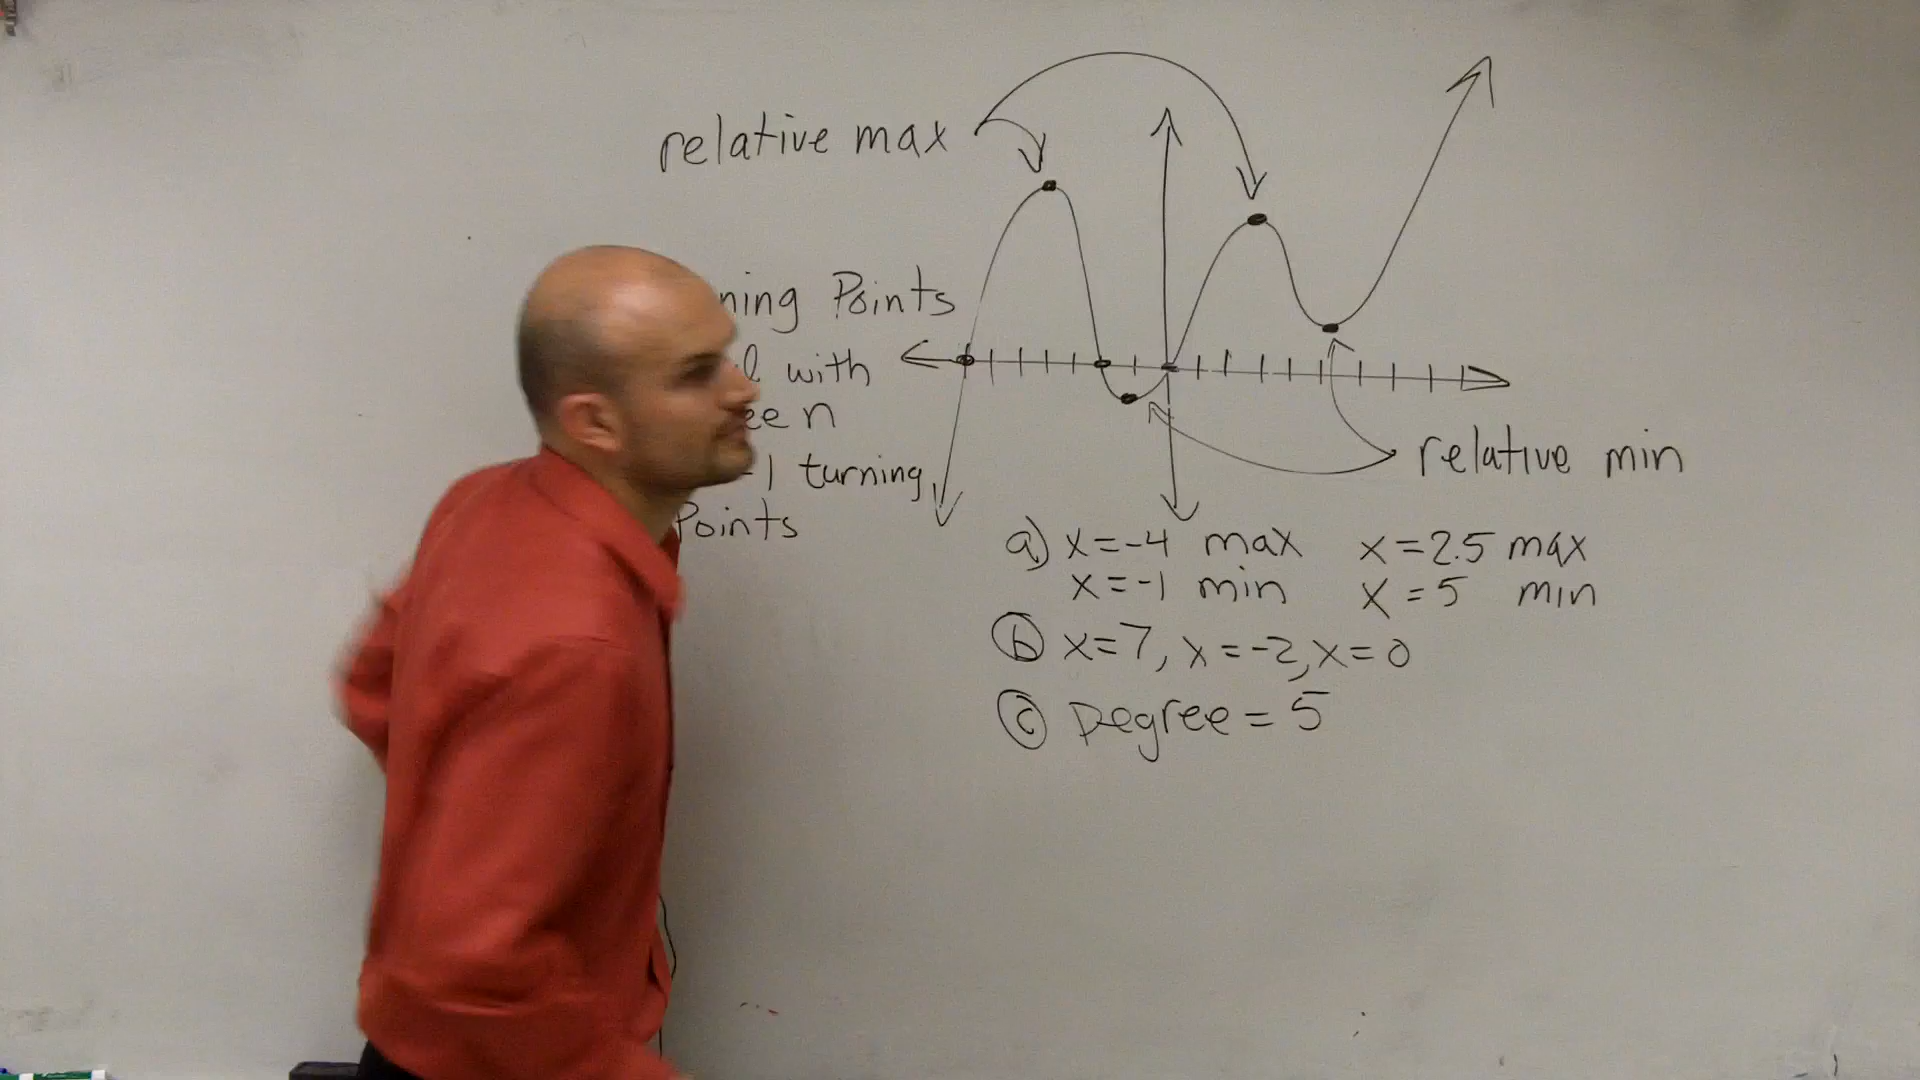 relative max
ning Points
l with
ee n
-1 turning
Points
relative min
a) x=-4 max x=2.5 max
x=-1 min x=5 min
b x=7, x=-2, x=0
c Degree=5